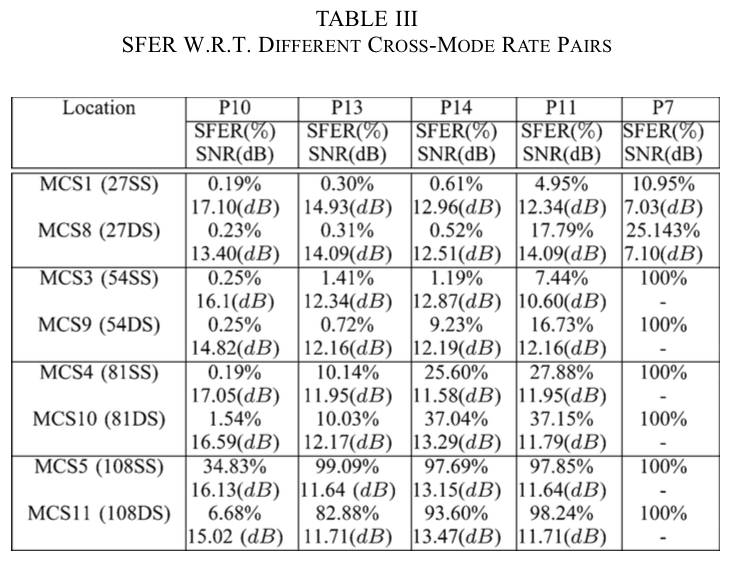 TABLE III
SFER W.R.T. DIFFERENT CROSS-MODE RATE PAIRS
Location P10 P13 P14 P11 P7
SFER(%) SFER(%) SFER(%) SFER(%) SFER(%)
SNR(dB) SNR(dB) SNR(dB) SNR(dB) SNR(dB)
MCS1 (27SS) 0.19% 0.30% 0.61% 4.95% 10.95%
17.10(dB) 14.93(dB) 12.96(dB) 12.34(dB) 7.03(dB)
MCS8 (27DS) 0.23% 0.31% 0.52% 17.79% 25.143%
13.40(dB) 14.09(dB) 12.51(dB) 14.09(dB) 7.10(dB)
MCS3 (54SS) 0.25% 1.41% 1.19% 7.44% 100%
16.1(dB) 12.34(dB) 12.87(dB) 10.60(dB) -
MCS9 (54DS) 0.25% 0.72% 9.23% 16.73% 100%
14.82(dB) 12.16(dB) 12.19(dB) 12.16(dB) -
MCS4 (81SS) 0.19% 10.14% 25.60% 27.88% 100%
17.05(dB) 11.95(dB) 11.58(dB) 11.95(dB) -
MCS10 (81DS) 1.54% 10.03% 37.04% 37.15% 100%
16.59(dB) 12.17(dB) 13.29(dB) 11.79(dB) -
MCS5 (108SS) 34.83% 99.09% 97.69% 97.85% 100%
16.13(dB) 11.64 (dB) 13.15(dB) 11.64(dB) -
MCS11 (108DS) 6.68% 82.88% 93.60% 98.24% 100%
15.02 (dB) 11.71(dB) 13.47(dB) 11.71(dB) -